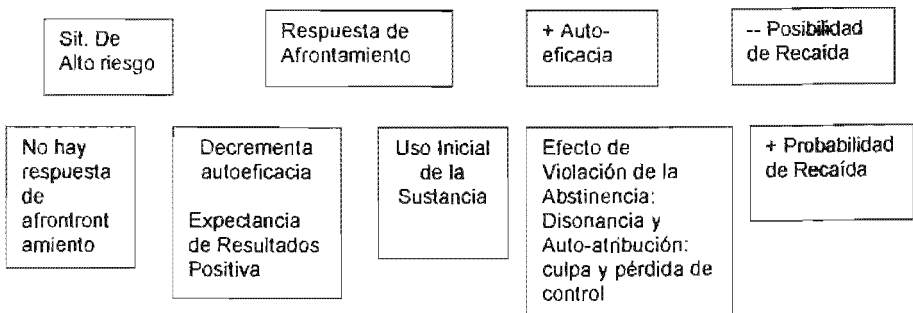 Sit. De
Alto riesgo
Respuesta de
Afrontamiento
+ Auto-
eficacia
-- Posibilidad
de Recaída
No hay
respuesta
de
afrontront
amiento
Decrementa
autoeficacia
Expectancia
de Resultados
Positiva
Uso Inicial
de la
Sustancia
Efecto de
Violación de la
Abstinencia:
Disonancia y
Auto-atribución:
culpa y pérdida de
control
+ Probabilidad
de Recaída